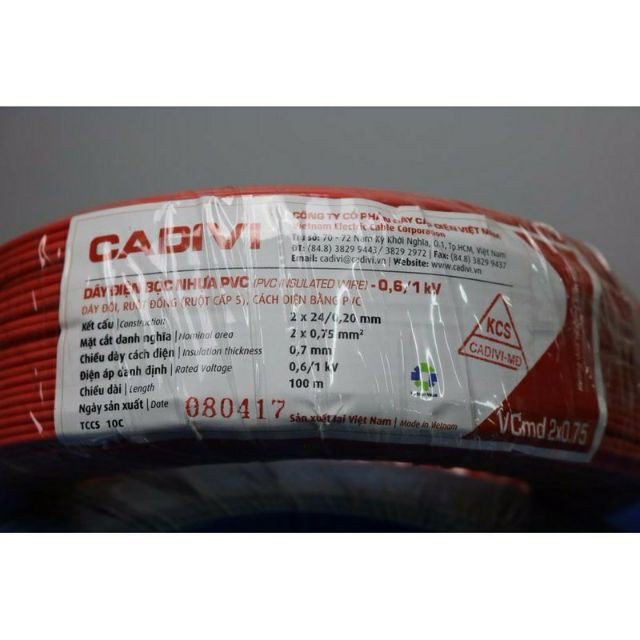 CADIVI
CÔNG TY CỔ PHẦN DÂY CÁP ĐIỆN VIỆT NAM
Vietnam Electric Cable Corporation
Trụ sở: 70 - 72 Nam Kỳ Khởi Nghĩa, Q.1, Tp.HCM, Việt Nam
ĐT: (84.8) 3829 9443/ 3829 2972 | Fax: (84.8) 3829 9437
Email: cadivi@cadivi.vn | Website: www.cadivi.vn
DÂY ĐIỆN BỌC NHỰA PVC (PVC INSULATED WIRE) - 0,6/1 kV
DÂY ĐÔI, RUỘT ĐỒNG (RUỘT CẤP 5), CÁCH ĐIỆN BẰNG PVC
Kết cấu | Construction 2 x 24/0,20 mm
Mặt cắt danh nghĩa | Nominal area 2 x 0,75 mm²
Chiều dày cách điện | Insulation thickness 0,7 mm
Điện áp danh định | Rated Voltage 0,6/1 kV
Chiều dài | Length 100 m
Ngày sản xuất | Date 080417
TCCS 10C
Sản xuất tại Việt Nam | Made in Vietnam
KCS
CADIVI-MĐ
VCmd 2x0.75